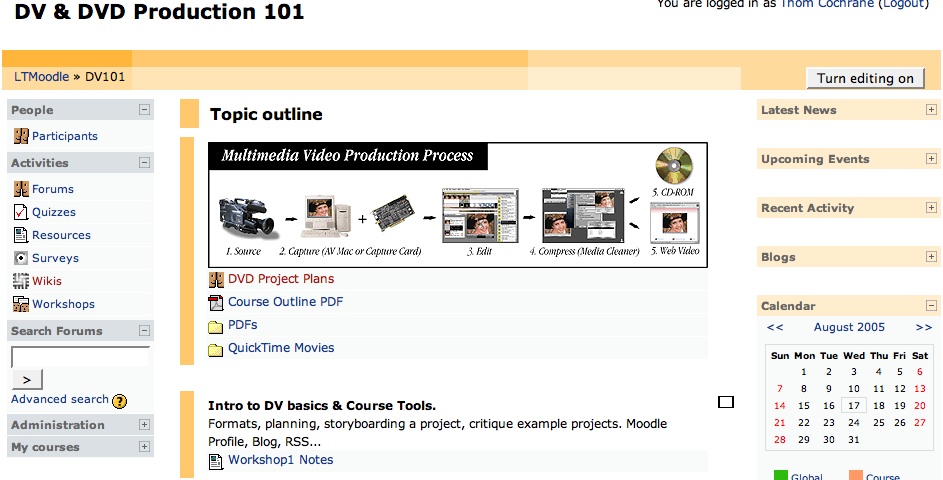 DV & DVD Production 101
You are logged in as Thom Cochrane (Logout)
LTMoodle » DV101
Turn editing on
People
Participants
Activities
Forums
Quizzes
Resources
Surveys
Wikis
Workshops
Search Forums
>
Advanced search ?
Administration
My courses
Topic outline
Multimedia Video Production Process
1. Source
2. Capture (AV Mac or Capture Card)
+
3. Edit
4. Compress (Media Cleaner)
5. CD-ROM
5. Web Video
DVD Project Plans
Course Outline PDF
PDFs
QuickTime Movies
Intro to DV basics & Course Tools.
Formats, planning, storyboarding a project, critique example projects. Moodle
Profile, Blog, RSS...
Workshop1 Notes
Latest News
Upcoming Events
Recent Activity
Blogs
Calendar
<< August 2005 >>
Sun Mon Tue Wed Thu Fri Sat
1 2 3 4 5 6
7 8 9 10 11 12 13
14 15 16 17 18 19 20
21 22 23 24 25 26 27
28 29 30 31
Global Course